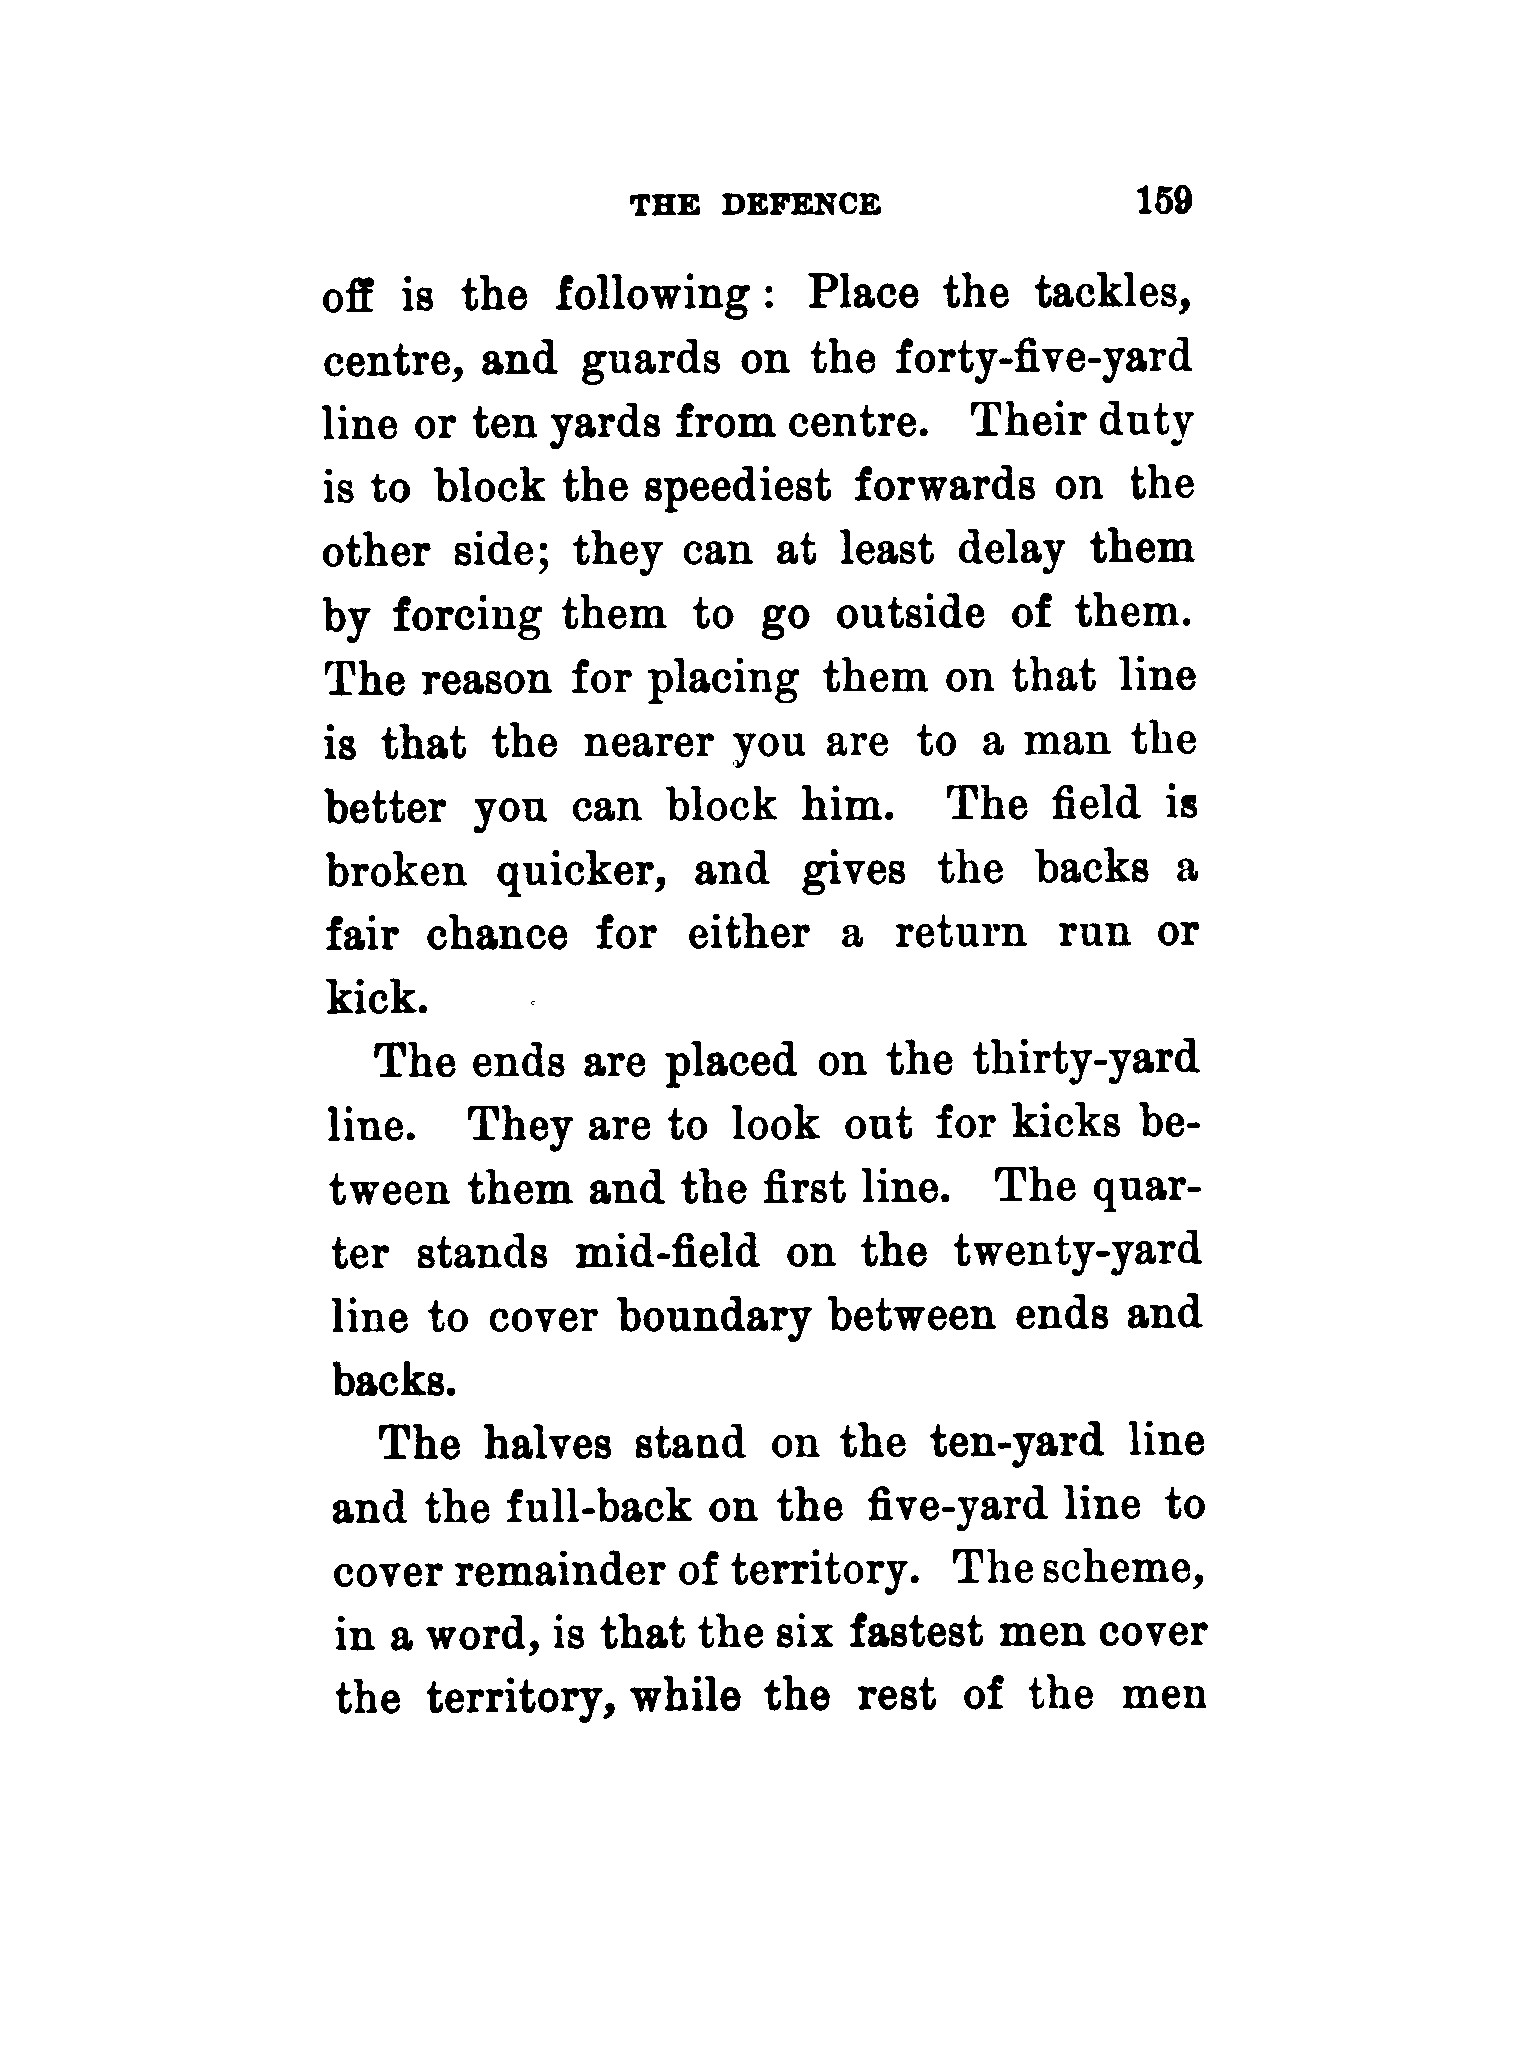 THE DEFENCE 159
off is the following: Place the tackles,
centre, and guards on the forty-five-yard
line or ten yards from centre. Their duty
is to block the speediest forwards on the
other side; they can at least delay them
by forcing them to go outside of them.
The reason for placing them on that line
is that the nearer you are to a man the
better you can block him. The field is
broken quicker, and gives the backs a
fair chance for either a return run or
kick.
The ends are placed on the thirty-yard
line. They are to look out for kicks be-
tween them and the first line. The quar-
ter stands mid-field on the twenty-yard
line to cover boundary between ends and
backs.
The halves stand on the ten-yard line
and the full-back on the five-yard line to
cover remainder of territory. The scheme,
in a word, is that the six fastest men cover
the territory, while the rest of the men